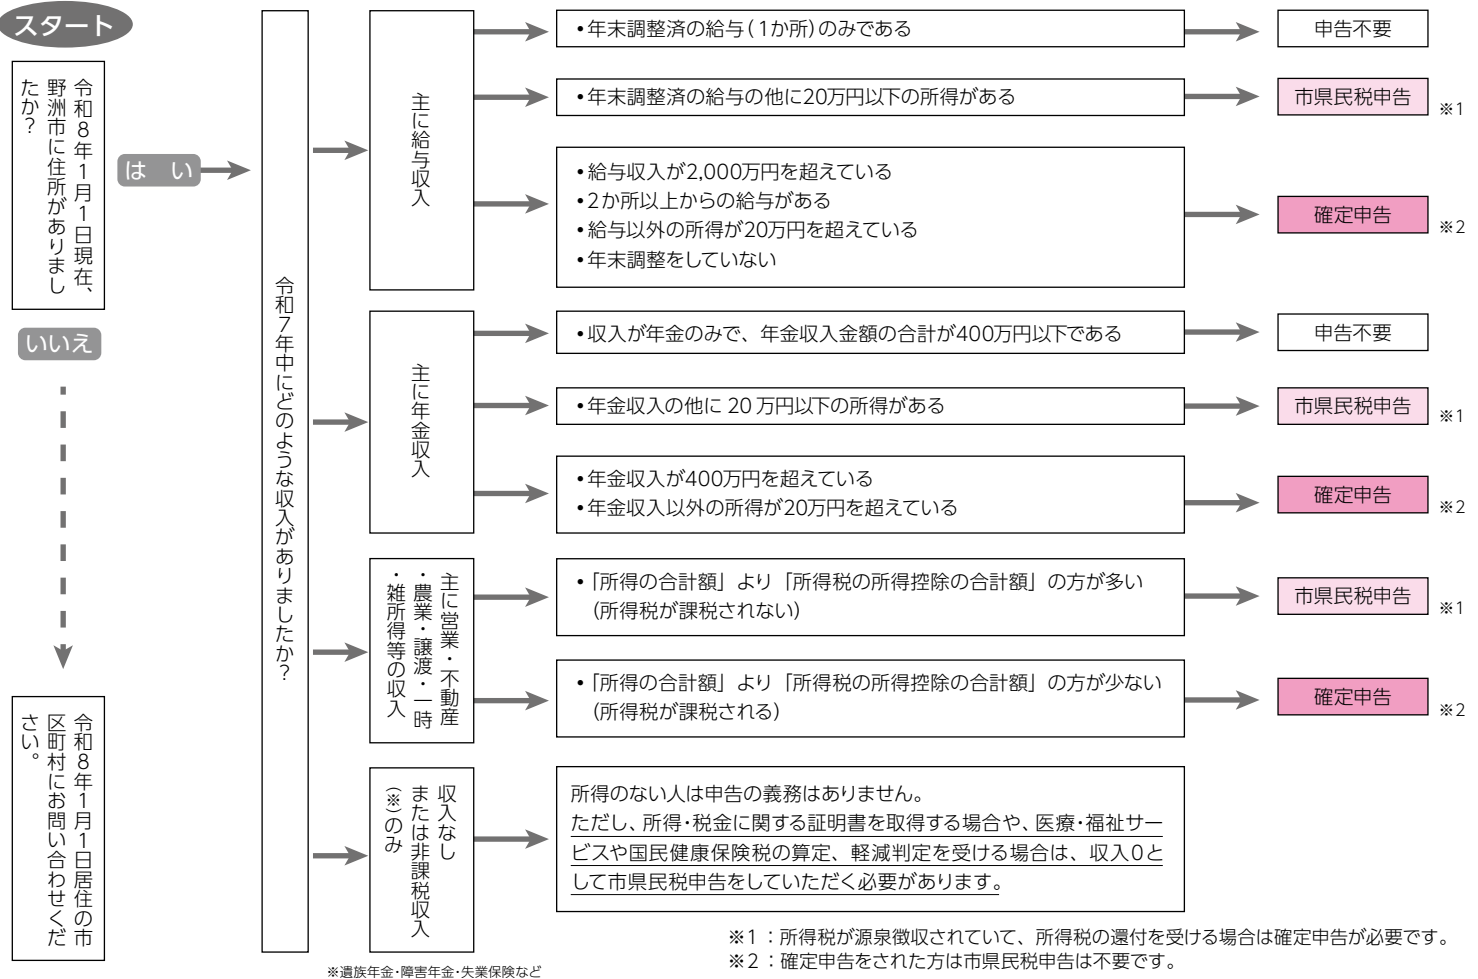 スタート
令和8年1月1日現在、
野洲市に住所がありまし
たか？
はい
いいえ
令和8年1月1日居住の市
区町村にお問い合わせくだ
さい。
令和7年中にどのような収入がありましたか？
主に給与収入
•年末調整済の給与(1か所)のみである
申告不要
•年末調整済の給与の他に20万円以下の所得がある
市県民税申告 ※1
•給与収入が2,000万円を超えている
•2か所以上からの給与がある
•給与以外の所得が20万円を超えている
•年末調整をしていない
確定申告 ※2
主に年金収入
•収入が年金のみで、年金収入金額の合計が400万円以下である
申告不要
•年金収入の他に 20 万円以下の所得がある
市県民税申告 ※1
•年金収入が400万円を超えている
•年金収入以外の所得が20万円を超えている
確定申告 ※2
主に営業・不動産
・農業・譲渡・一時
・雑所得等の収入
•「所得の合計額」より「所得税の所得控除の合計額」の方が多い
(所得税が課税されない)
市県民税申告 ※1
•「所得の合計額」より「所得税の所得控除の合計額」の方が少ない
(所得税が課税される)
確定申告 ※2
収入なし
または非課税収入
(※)のみ
所得のない人は申告の義務はありません。
ただし、所得・税金に関する証明書を取得する場合や、医療・福祉サー
ビスや国民健康保険税の算定、軽減判定を受ける場合は、収入0と
して市県民税申告をしていただく必要があります。
※遺族年金・障害年金・失業保険など
※1：所得税が源泉徴収されていて、所得税の還付を受ける場合は確定申告が必要です。
※2：確定申告をされた方は市県民税申告は不要です。